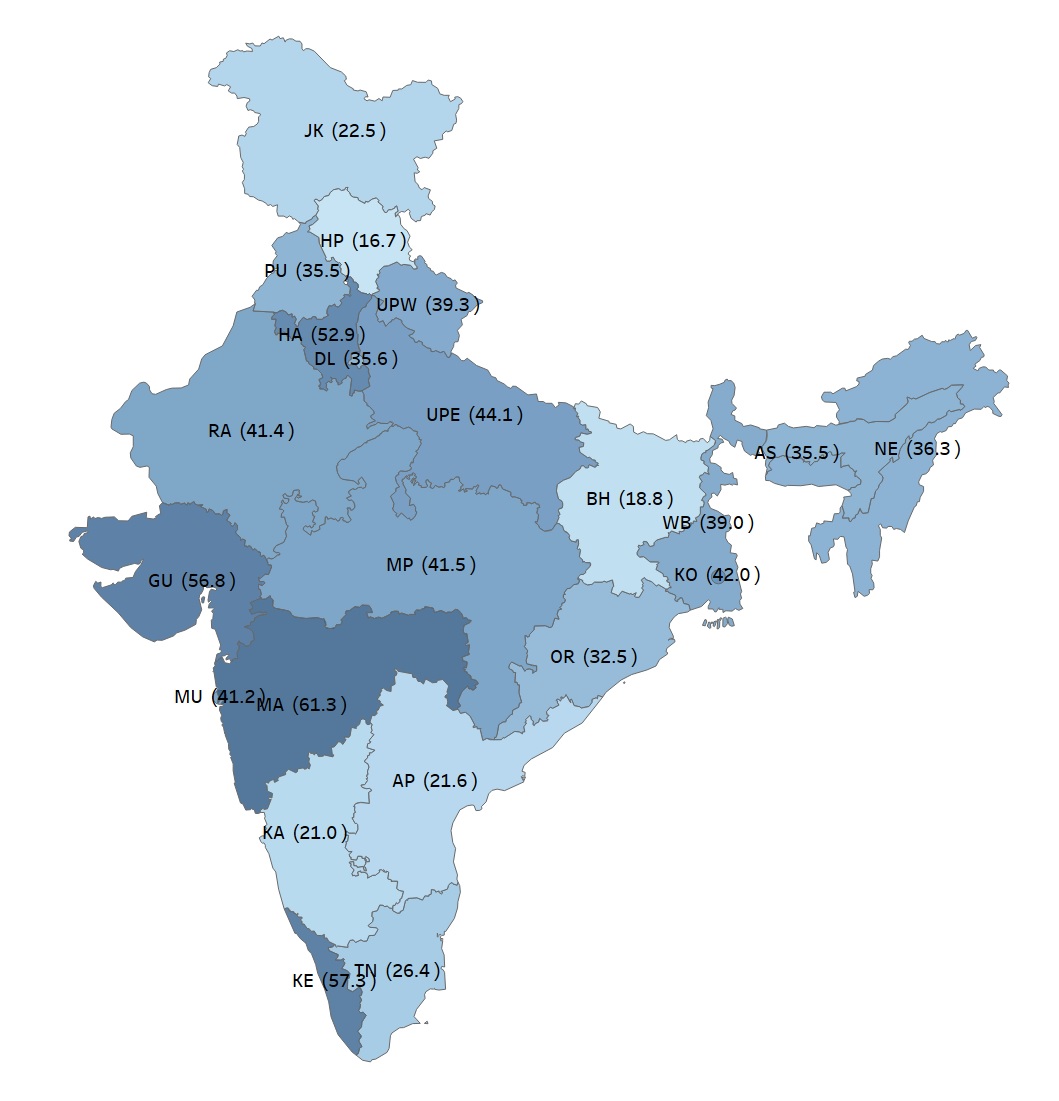 JK (22.5)
HP (16.7)
PU (35.5)
UPW (39.3)
HA (52.9)
DL (35.6)
UPE (44.1)
RA (41.4)
AS (35.5)
NE (36.3)
BH (18.8)
WB (39.0)
MP (41.5)
KO (42.0)
GU (56.8)
OR (32.5)
MU (41.2)
MA (61.3)
AP (21.6)
KA (21.0)
TN (26.4)
KE (57.3)